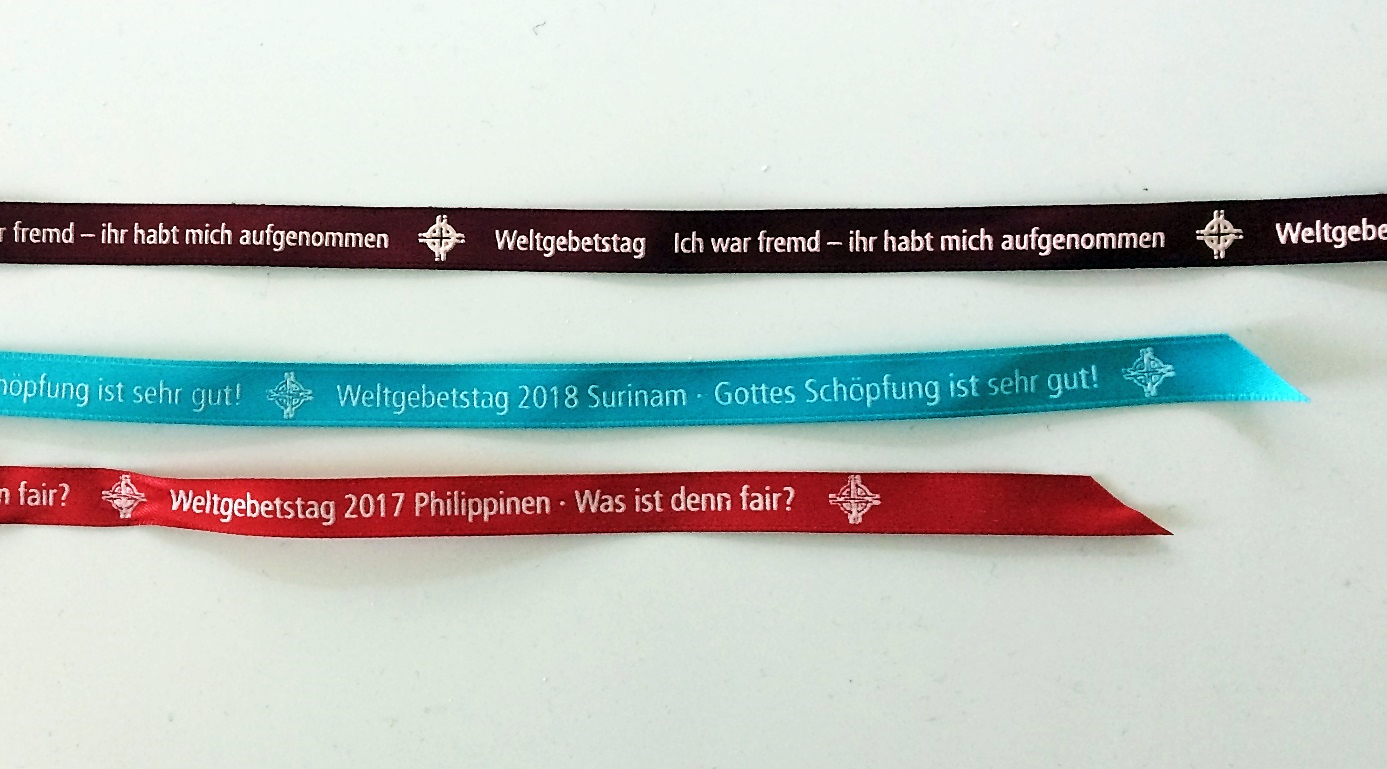 r fremd – ihr habt mich aufgenommen Weltgebetstag Ich war fremd – ihr habt mich aufgenommen Weltgebe
höpfung ist sehr gut! Weltgebetstag 2018 Surinam · Gottes Schöpfung ist sehr gut!
n fair? Weltgebetstag 2017 Philippinen · Was ist denn fair?